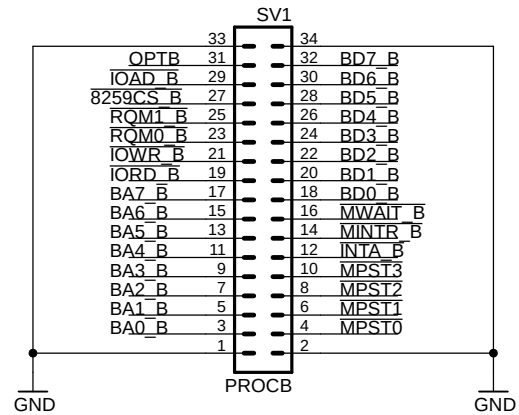 SV1
33 34
OPTB 31 32 BD7_B
IOAD_B 29 30 BD6_B
8259CS_B 27 28 BD5_B
RQM1_B 25 26 BD4_B
RQM0_B 23 24 BD3_B
IOWR_B 21 22 BD2_B
IORD_B 19 20 BD1_B
BA7_B 17 18 BD0_B
BA6_B 15 16 MWAIT_B
BA5_B 13 14 MINTR_B
BA4_B 11 12 INTA_B
BA3_B 9 10 MPST3
BA2_B 7 8 MPST2
BA1_B 5 6 MPST1
BA0_B 3 4 MPST0
1 2
PROCB
GND GND